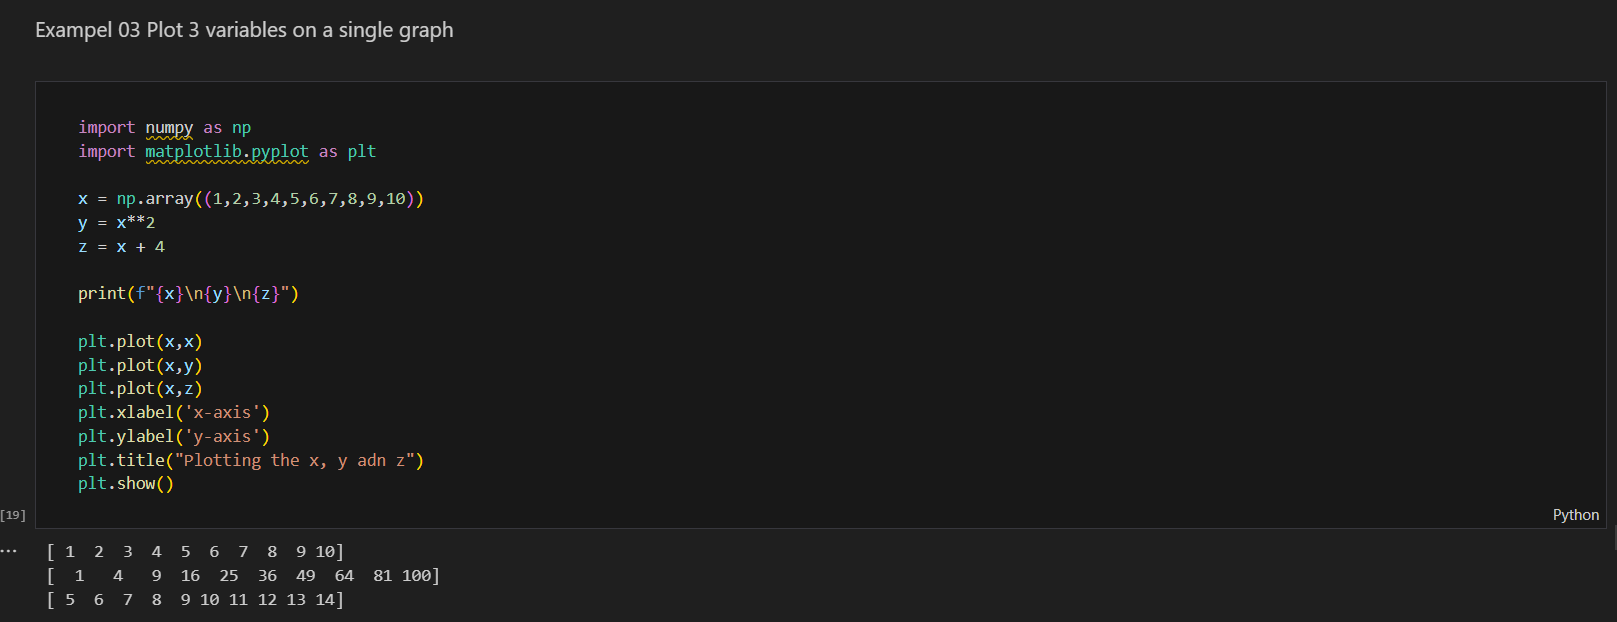 Exampel 03 Plot 3 variables on a single graph
import numpy as np
import matplotlib.pyplot as plt
x = np.array((1,2,3,4,5,6,7,8,9,10))
y = x**2
z = x + 4
print(f"{x}\n{y}\n{z}")
plt.plot(x,x)
plt.plot(x,y)
plt.plot(x,z)
plt.xlabel('x-axis')
plt.ylabel('y-axis')
plt.title("Plotting the x, y adn z")
plt.show()
[19]
Python
...
[ 1  2  3  4  5  6  7  8  9 10]
[  1   4   9  16  25  36  49  64  81 100]
[ 5  6  7  8  9 10 11 12 13 14]